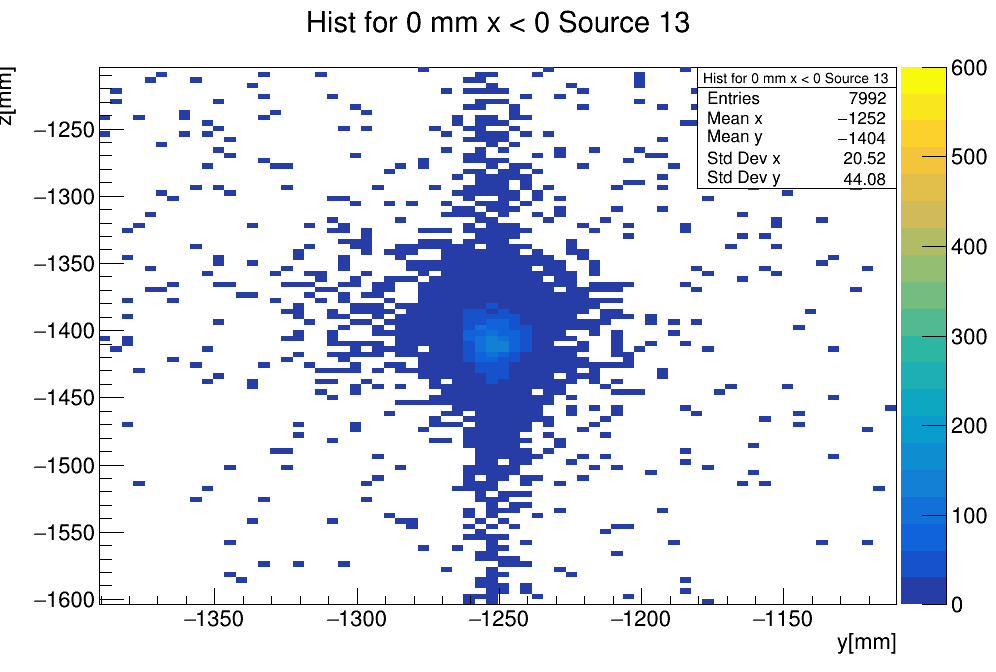 Hist for 0 mm x < 0 Source 13
z[mm]
Hist for 0 mm x < 0 Source 13
Entries 7992
Mean x −1252
Mean y −1404
Std Dev x 20.52
Std Dev y 44.08
−1250
−1300
−1350
−1400
−1450
−1500
−1550
−1600
600
500
400
300
200
100
0
−1350
−1300
−1250
−1200
−1150
y[mm]